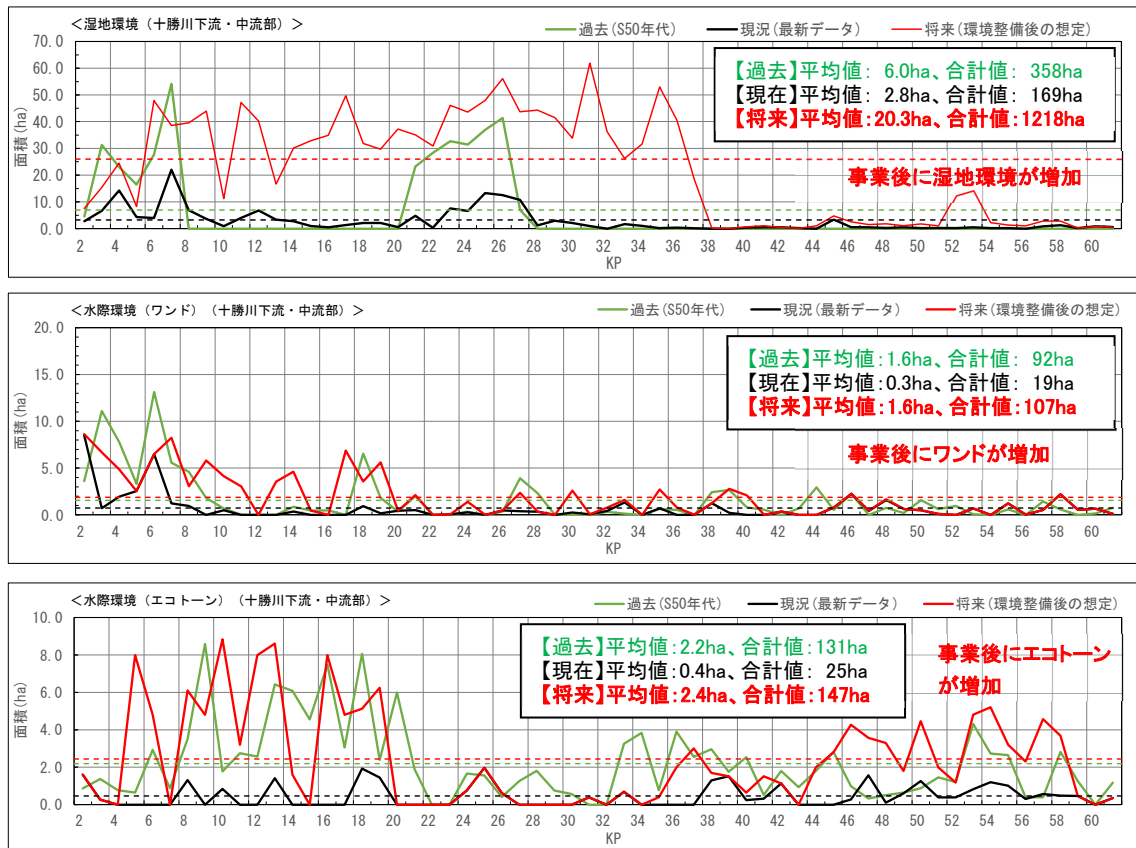 ＜湿地環境（十勝川下流・中流部）＞
過去(S50年代) 現況(最新データ) 将来(環境整備後の想定)
70.0
60.0
50.0
40.0
30.0
20.0
10.0
0.0
面積(ha)
【過去】平均値： 6.0ha、合計値： 358ha
【現在】平均値： 2.8ha、合計値： 169ha
【将来】平均値：20.3ha、合計値：1218ha
事業後に湿地環境が増加
2 4 6 8 10 12 14 16 18 20 22 24 26 28 30 32 34 36 38 40 42 44 46 48 50 52 54 56 58 60
KP
＜水際環境（ワンド）（十勝川下流・中流部）＞
過去(S50年代) 現況(最新データ) 将来(環境整備後の想定)
20.0
15.0
10.0
5.0
0.0
面積(ha)
【過去】平均値：1.6ha、合計値： 92ha
【現在】平均値：0.3ha、合計値： 19ha
【将来】平均値：1.6ha、合計値：107ha
事業後にワンドが増加
2 4 6 8 10 12 14 16 18 20 22 24 26 28 30 32 34 36 38 40 42 44 46 48 50 52 54 56 58 60
KP
＜水際環境（エコトーン）（十勝川下流・中流部）＞
過去(S50年代) 現況(最新データ) 将来(環境整備後の想定)
10.0
8.0
6.0
4.0
2.0
0.0
面積(ha)
【過去】平均値：2.2ha、合計値：131ha
【現在】平均値：0.4ha、合計値： 25ha
【将来】平均値：2.4ha、合計値：147ha
事業後にエコトーン
が増加
2 4 6 8 10 12 14 16 18 20 22 24 26 28 30 32 34 36 38 40 42 44 46 48 50 52 54 56 58 60
KP